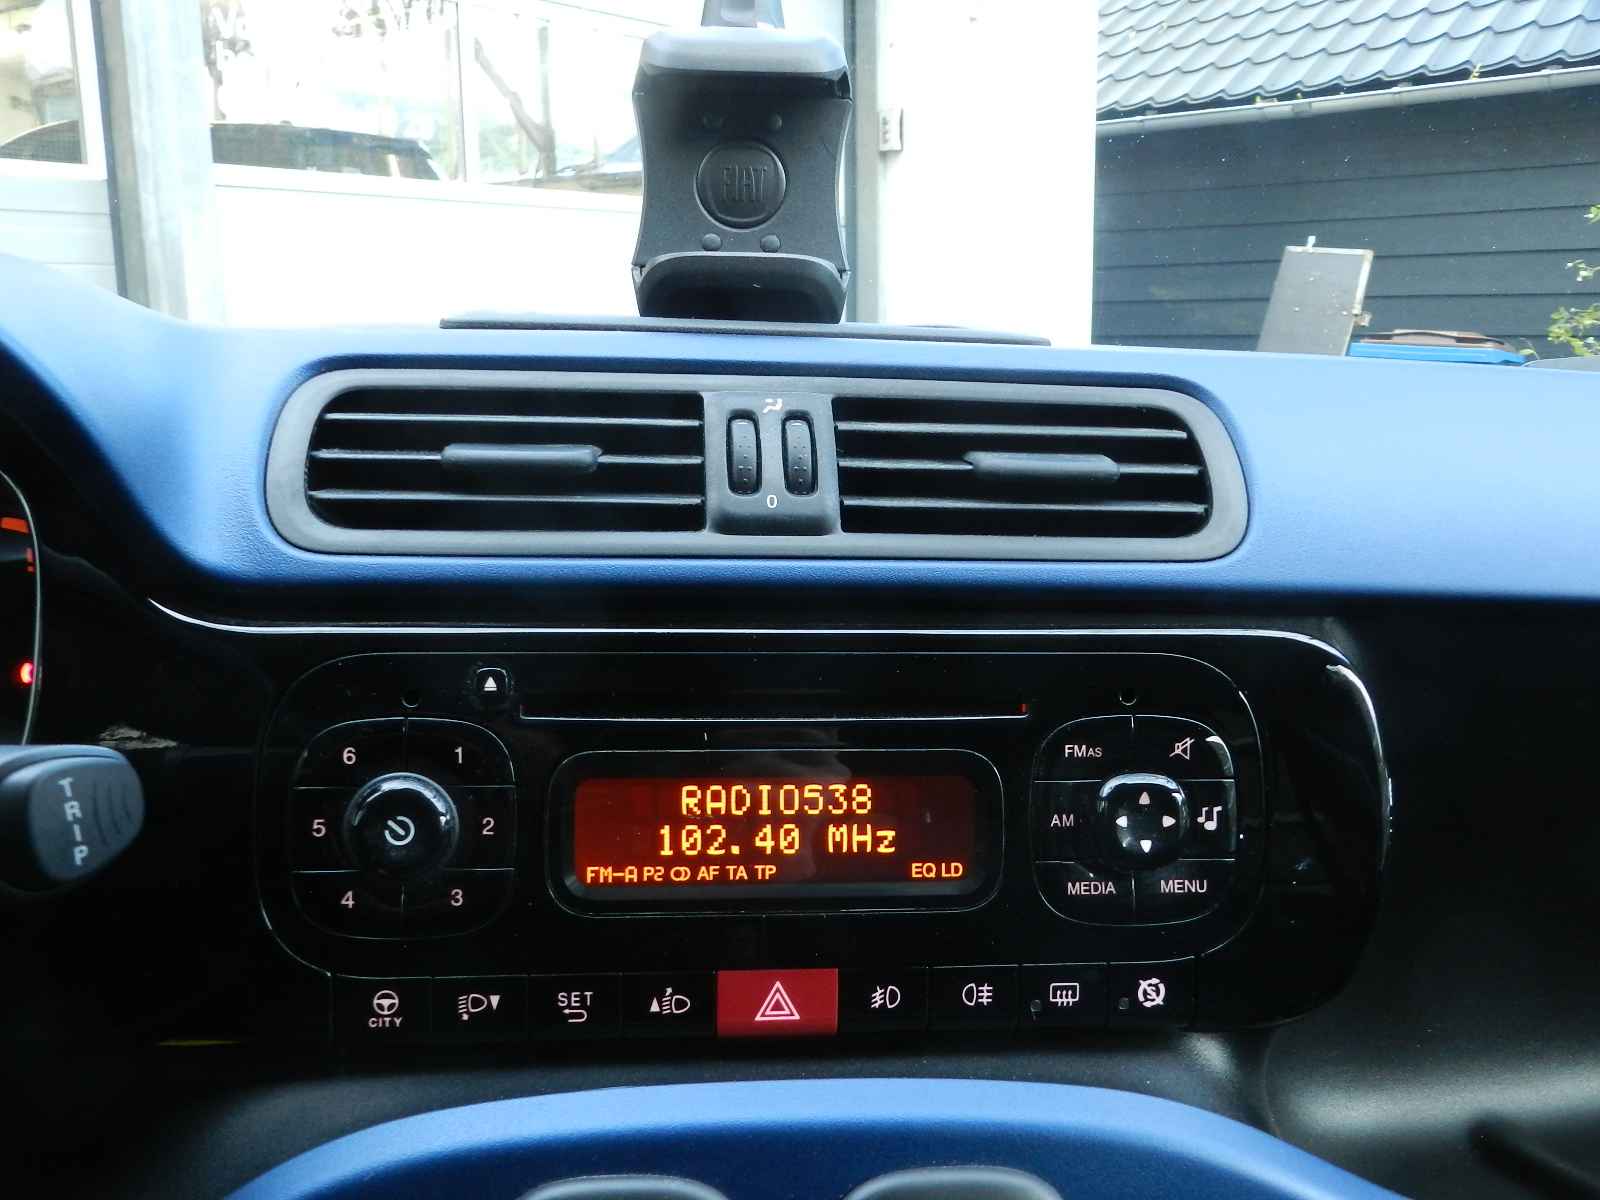 FIAT
0
6 1
FMAS
TRIP
5 2
RADIO538
102.40 MHz
AM
FM-A P2 AF TA TP EQ LD
4 3
MEDIA MENU
CITY
SET